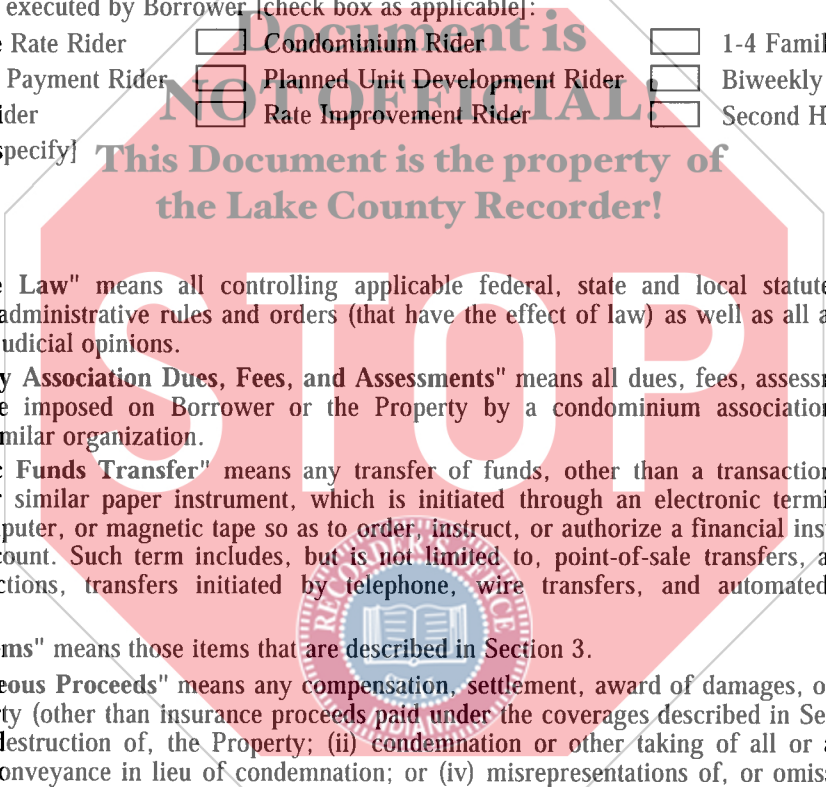 executed by Borrower [check box as applicable]:
Rate Rider Condominium Rider 1-4 Famil
Payment Rider Planned Unit Development Rider Biweekly
ider Rate Improvement Rider Second H
specify]
Document is
NOT OFFICIAL!
This Document is the property of
the Lake County Recorder!
STOP
e Law" means all controlling applicable federal, state and local statute
administrative rules and orders (that have the effect of law) as well as all a
udicial opinions.
y Association Dues, Fees, and Assessments" means all dues, fees, assessm
e imposed on Borrower or the Property by a condominium association
milar organization.
c Funds Transfer" means any transfer of funds, other than a transaction
r similar paper instrument, which is initiated through an electronic termi
puter, or magnetic tape so as to order, instruct, or authorize a financial ins
count. Such term includes, but is not limited to, point-of-sale transfers, a
ctions, transfers initiated by telephone, wire transfers, and automated
ms" means those items that are described in Section 3.
eous Proceeds" means any compensation, settlement, award of damages, o
ty (other than insurance proceeds paid under the coverages described in Se
destruction of, the Property; (ii) condemnation or other taking of all or a
onveyance in lieu of condemnation; or (iv) misrepresentations of, or omis
INDIANA